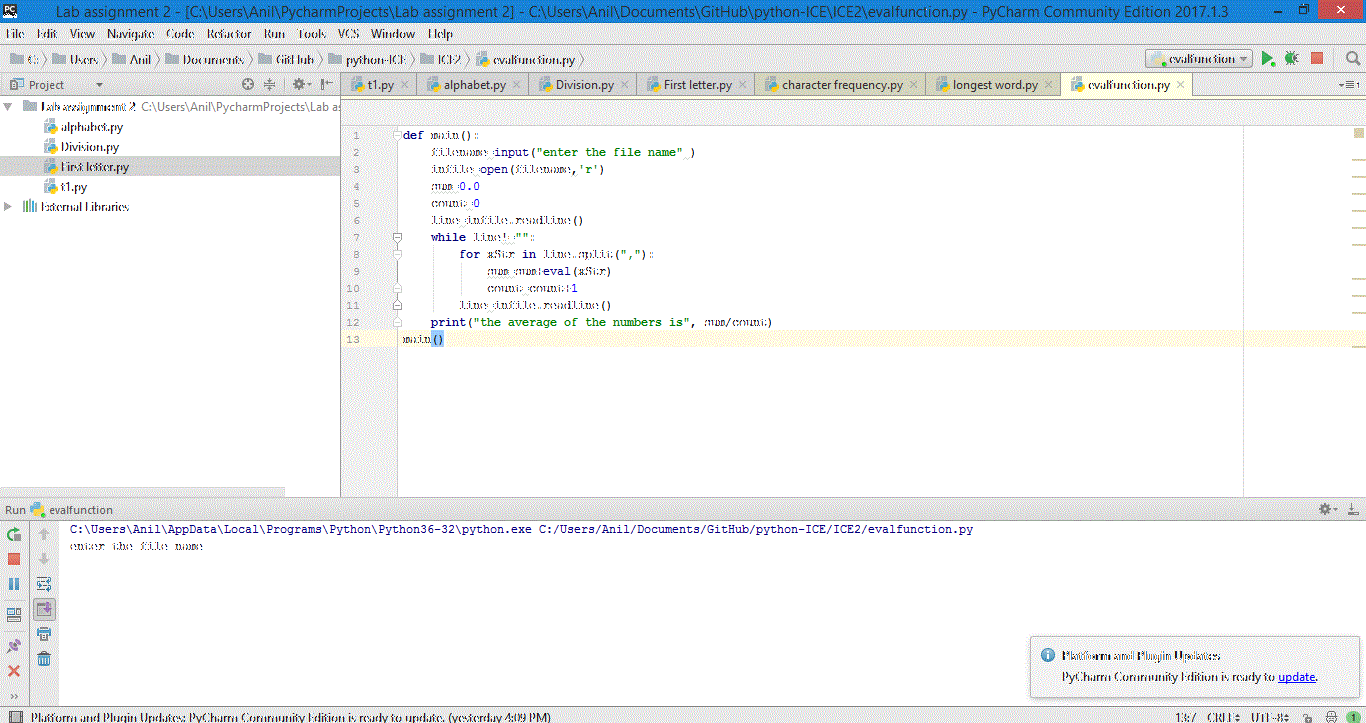 Lab assignment 2 - [C:\Users\Anil\PycharmProjects\Lab assignment 2] - C:\Users\Anil\Documents\GitHub\python-ICE\ICE2\evalfunction.py - PyCharm Community Edition 2017.1.3
File Edit View Navigate Code Refactor Run Tools VCS Window Help
C: Users Anil Documents GitHub python-ICE ICE2 evalfunction.py evalfunction
Project t1.py alphabet.py Division.py First letter.py character frequency.py longest word.py evalfunction.py
Lab assignment 2 C:\Users\Anil\PycharmProjects\Lab as
alphabet.py
Division.py
First letter.py
t1.py
External Libraries
1 def main():
2 filename=input("enter the file name" )
3 infile=open(filename,'r')
4 sum=0.0
5 count=0
6 line=infile.readline()
7 while line!="":
8 for xStr in line.split(","):
9 sum=sum+eval(xStr)
10 count=count+1
11 line=infile.readline()
12 print("the average of the numbers is", sum/count)
13 main()
Run evalfunction
C:\Users\Anil\AppData\Local\Programs\Python\Python36-32\python.exe C:/Users/Anil/Documents/GitHub/python-ICE/ICE2/evalfunction.py
enter the file name
Platform and Plugin Updates
PyCharm Community Edition is ready to update.
Platform and Plugin Updates: PyCharm Community Edition is ready to update. (yesterday 4:09 PM) 13:7 CRLF UTF-8